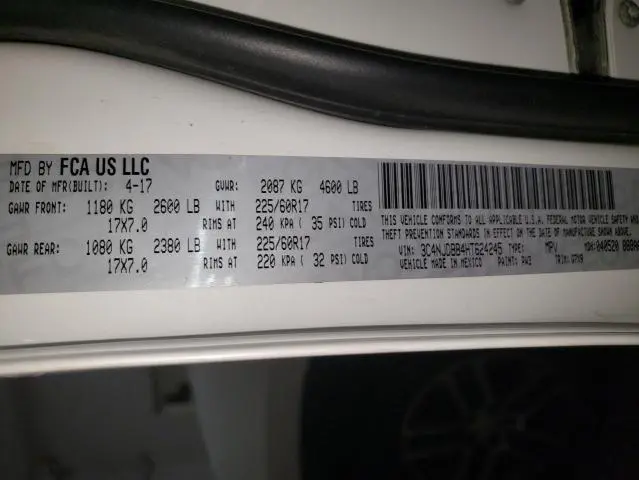 MFD BY FCA US LLC
DATE OF MFR(BUILT): 4-17 GVWR: 2087 KG 4600 LB
GAWR FRONT: 1180 KG 2600 LB WITH 225/60R17 TIRES
17X7.0 RIMS AT 240 KPA ( 35 PSI) COLD
GAWR REAR: 1080 KG 2380 LB WITH 225/60R17 TIRES
17X7.0 RIMS AT 220 KPA ( 32 PSI) COLD
THIS VEHICLE CONFORMS TO ALL APPLICABLE U.S.A. FEDERAL MOTOR VEHICLE SAFETY
THEFT PREVENTION STANDARDS IN EFFECT ON THE DATE OF MANUFACTURE SHOWN ABOVE.
VIN: 3C4NJDBB4HT624245 TYPE: MPV MDH: 040520
VEHICLE MADE IN MEXICO PAINT: PW3 TRIM: